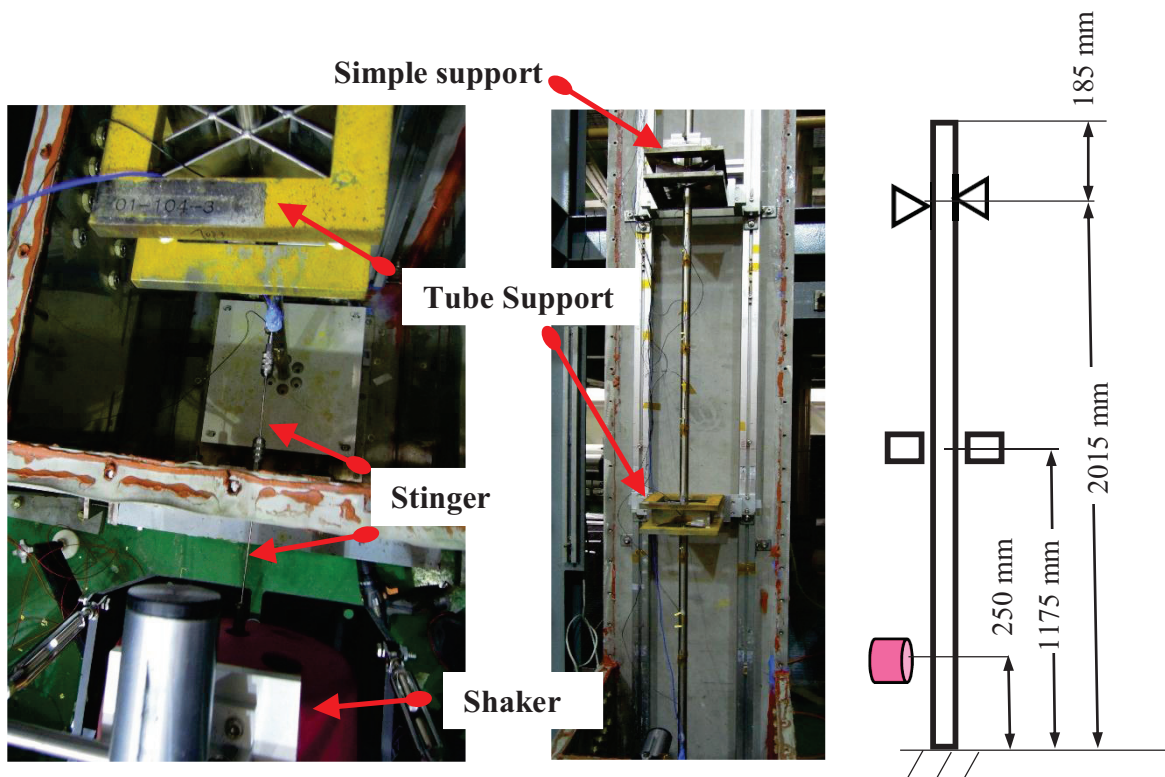 Simple support
01-104-3
Tube Support
Stinger
Shaker
185 mm
2015 mm
1175 mm
250 mm